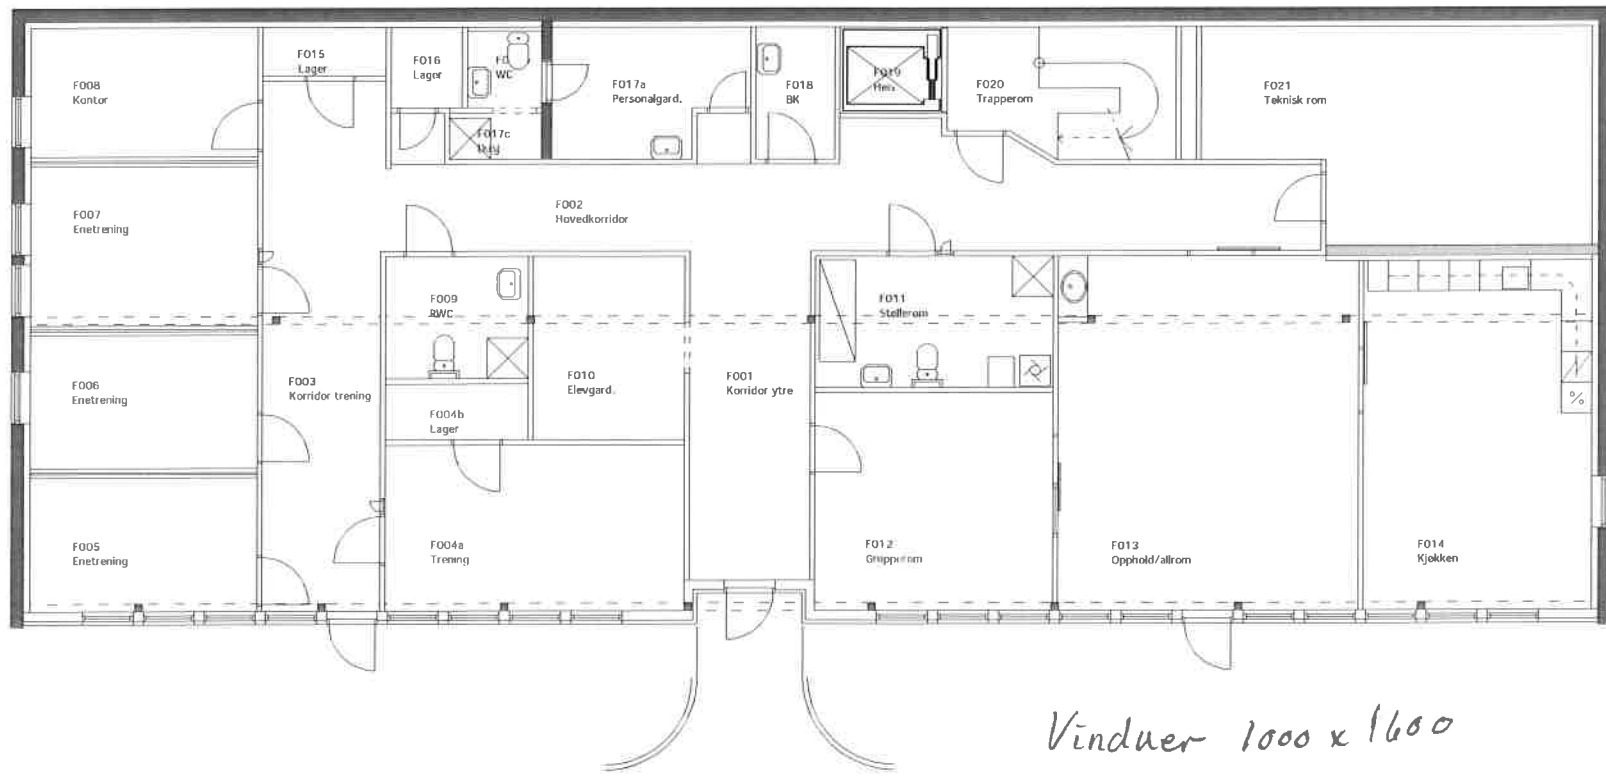 F008
Kontor
F015
Lager
F016
Lager
WC
F017a
Personalgard.
F018
BK
F019
Heis
F020
Trapperom
F021
Teknisk rom
F017c
F007
Enetrening
F002
Hovedkorridor
F009
RWC
F011
Stellerom
F006
Enetrening
F003
Korridor trening
F010
Elevgard.
F001
Korridor ytre
F004b
Lager
%
F005
Enetrening
F004a
Trening
F012
Grupperom
F013
Opphold/allrom
F014
Kjøkken
Vinduer 1000 x 1600